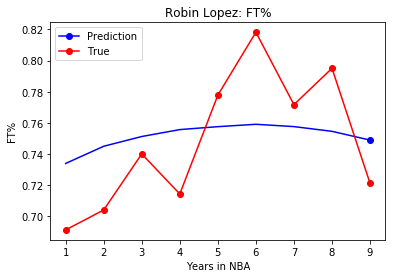 Robin Lopez: FT%
Prediction
True
0.82
0.80
0.78
0.76
0.74
0.72
0.70
FT%
1 2 3 4 5 6 7 8 9
Years in NBA